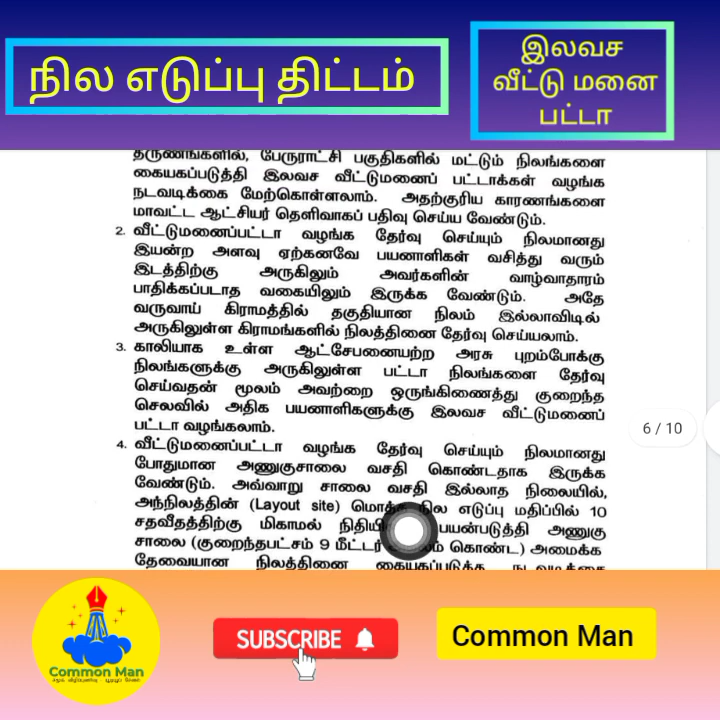 நில எடுப்பு திட்டம்
இலவச
வீட்டு மனை
பட்டா
தருணங்களில், பேரூராட்சி பகுதிகளில் மட்டும் நிலங்களை
கையகப்படுத்தி இலவச வீட்டுமனைப் பட்டாக்கள் வழங்க
நடவடிக்கை மேற்கொள்ளலாம். அதற்குரிய காரணங்களை
மாவட்ட ஆட்சியர் தெளிவாகப் பதிவு செய்ய வேண்டும்.
2. வீட்டுமனைப்பட்டா வழங்க தேர்வு செய்யும் நிலமானது
இயன்ற அளவு ஏற்கனவே பயனாளிகள் வசித்து வரும்
இடத்திற்கு அருகிலும் அவர்களின் வாழ்வாதாரம்
பாதிக்கப்படாத வகையிலும் இருக்க வேண்டும். அதே
வருவாய் கிராமத்தில் தகுதியான நிலம் இல்லாவிடில்
அருகிலுள்ள கிராமங்களில் நிலத்தினை தேர்வு செய்யலாம்.
3. காலியாக உள்ள ஆட்சேபனையற்ற அரசு புறம்போக்கு
நிலங்களுக்கு அருகிலுள்ள பட்டா நிலங்களை தேர்வு
செய்வதன் மூலம் அவற்றை ஒருங்கிணைத்து குறைந்த
செலவில் அதிக பயனாளிகளுக்கு இலவச வீட்டுமனைப்
பட்டா வழங்கலாம்.
6 / 10
4. வீட்டுமனைப்பட்டா வழங்க தேர்வு செய்யும் நிலமானது
போதுமான அணுகுசாலை வசதி கொண்டதாக இருக்க
வேண்டும். அவ்வாறு சாலை வசதி இல்லாத நிலையில்,
அந்நிலத்தின் (Layout site) மொத்த நில எடுப்பு மதிப்பில் 10
சதவீதத்திற்கு மிகாமல் பயன்படுத்தி அணுகு
சாலை (குறைந்தபட்சம் 9 மீட்டர் கொண்ட) அமைக்க
தேவையான நிலத்தினை கையகப்படுத்த நடவடிக்கை
Common Man
SUBSCRIBE
Common Man